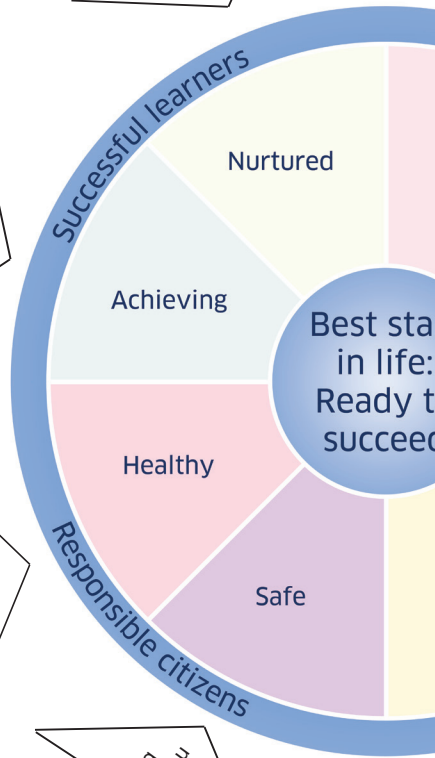 Successful learners
Nurtured
Achieving
Best sta
in life:
Ready t
succeed
Healthy
Safe
Responsible citizens